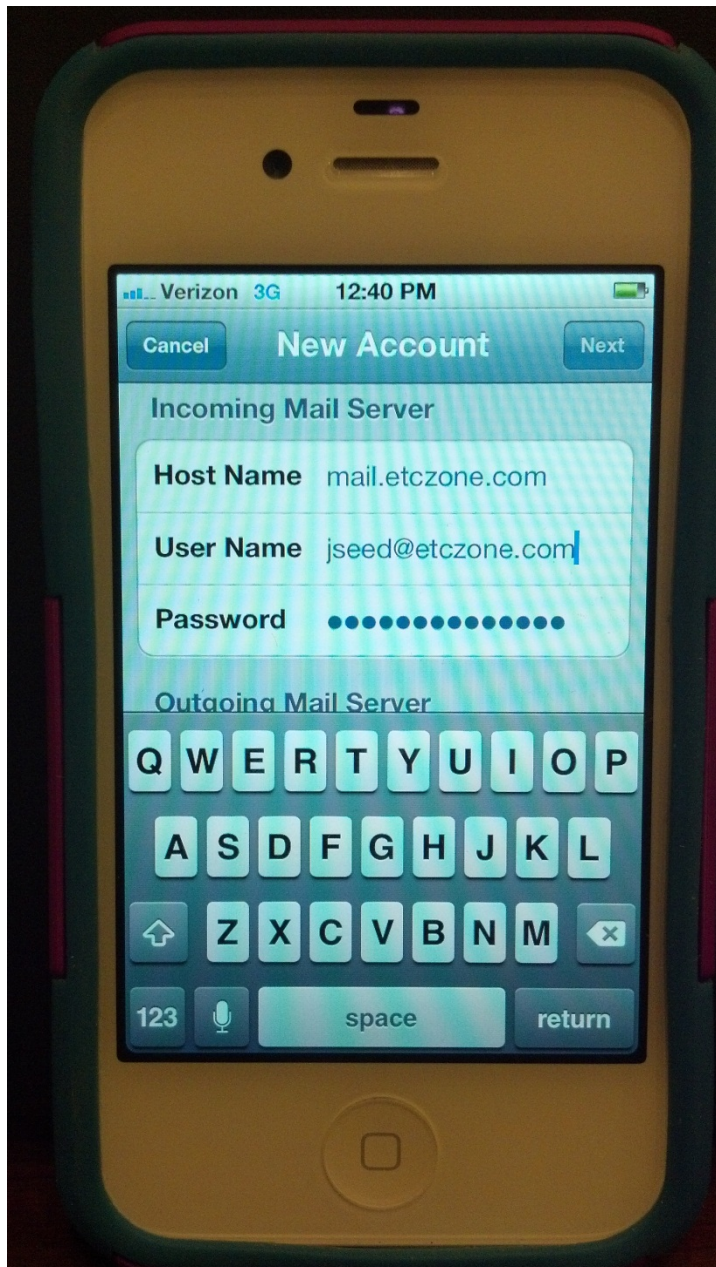 Verizon 3G 12:40 PM
Cancel New Account Next
Incoming Mail Server
Host Name mail.etczone.com
User Name jseed@etczone.com
Password ●●●●●●●●●●●●●●
Outgoing Mail Server
Q W E R T Y U I O P
A S D F G H J K L
Z X C V B N M
123 space return